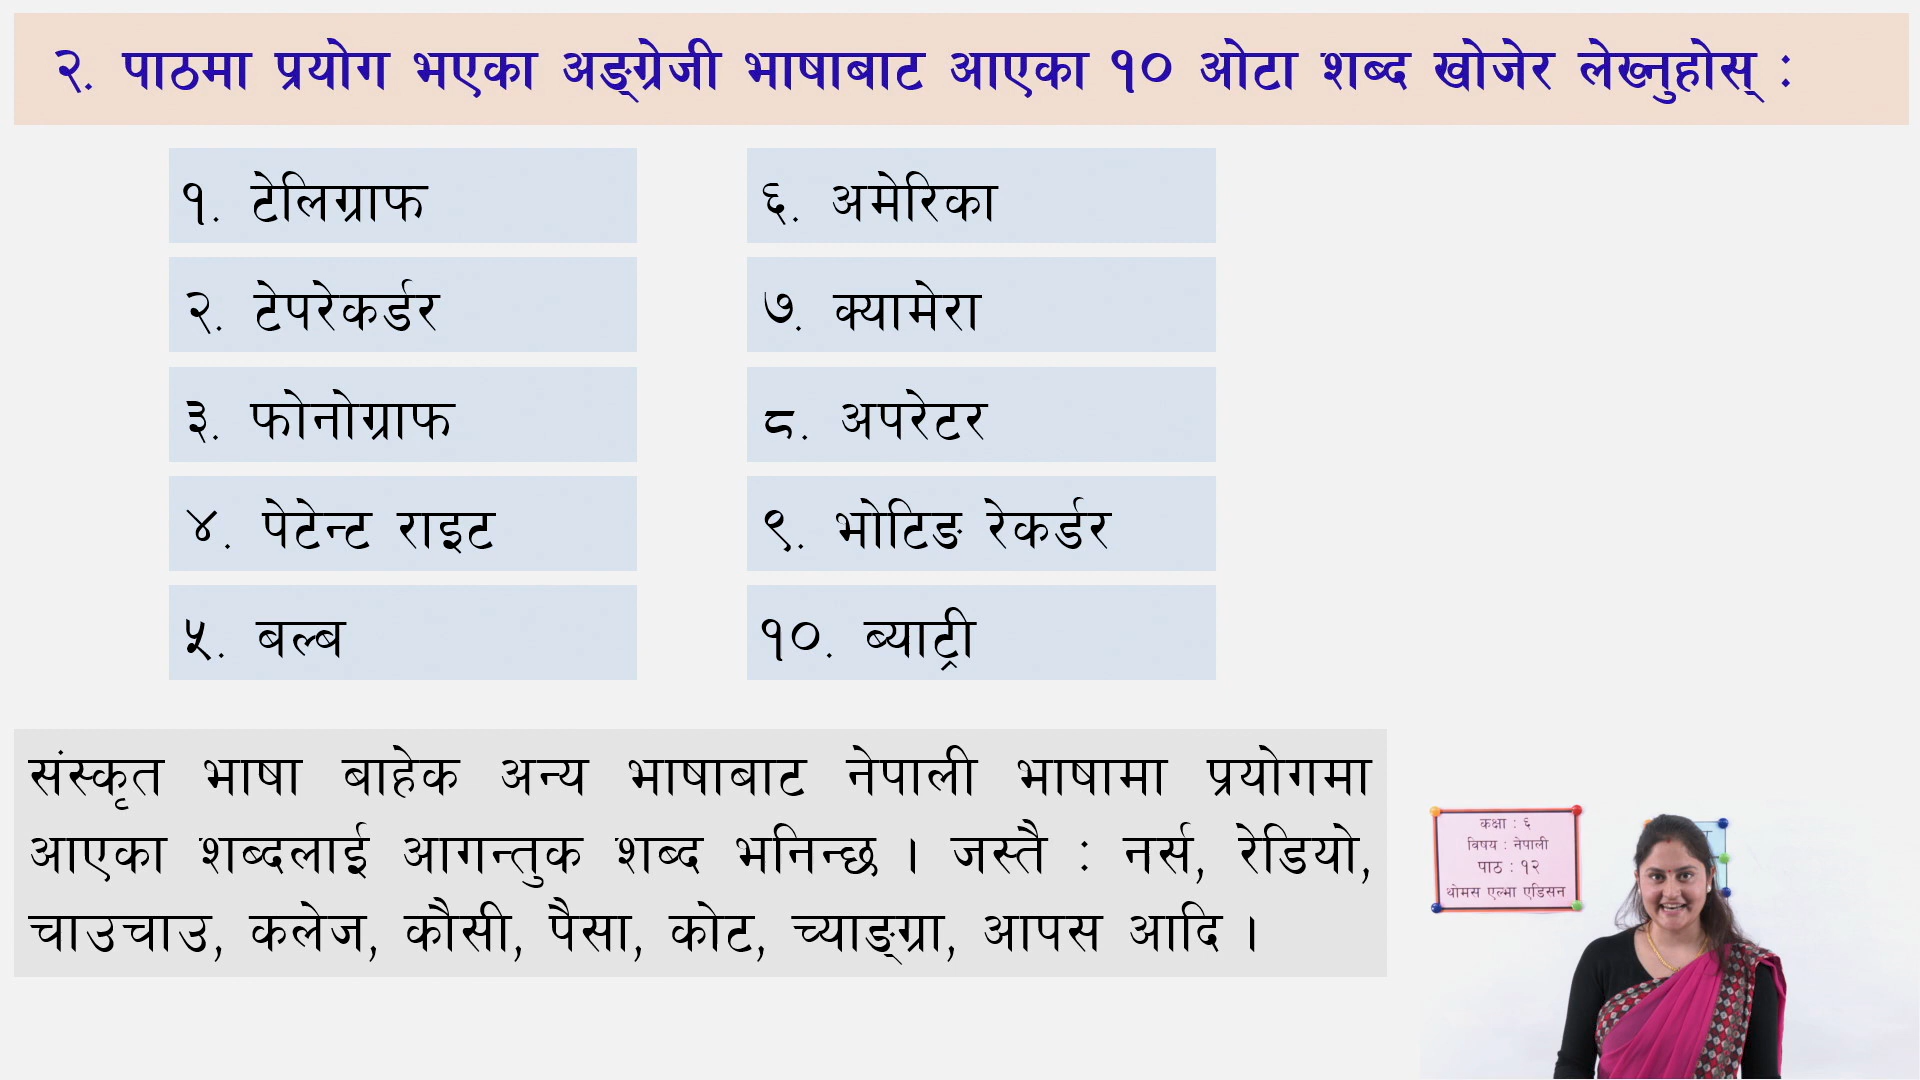 २. पाठमा प्रयोग भएका अङ्ग्रेजी भाषाबाट आएका १० ओटा शब्द खोजेर लेख्नुहोस् :
१. टेलिग्राफ
२. टेपरेकर्डर
३. फोनोग्राफ
४. पेटेन्ट राइट
५. बल्ब
६. अमेरिका
७. क्यामेरा
८. अपरेटर
९. भोटिङ रेकर्डर
१०. ब्याट्री
संस्कृत भाषा बाहेक अन्य भाषाबाट नेपाली भाषामा प्रयोगमा
आएका शब्दलाई आगन्तुक शब्द भनिन्छ । जस्तै : नर्स, रेडियो,
चाउचाउ, कलेज, कौसी, पैसा, कोट, च्याङ्ग्रा, आपस आदि ।
कक्षा : ६
विषय : नेपाली
पाठ : १२
थोमस एल्भा एडिसन